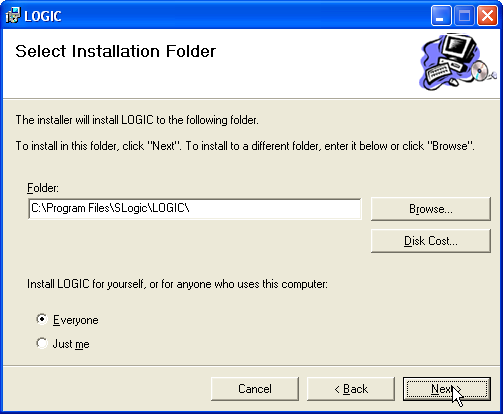 LOGIC
Select Installation Folder
The installer will install LOGIC to the following folder.
To install in this folder, click "Next". To install to a different folder, enter it below or click "Browse".
Folder:
C:\Program Files\SLogic\LOGIC\
Browse...
Disk Cost...
Install LOGIC for yourself, or for anyone who uses this computer:
Everyone
Just me
Cancel
< Back
Next >